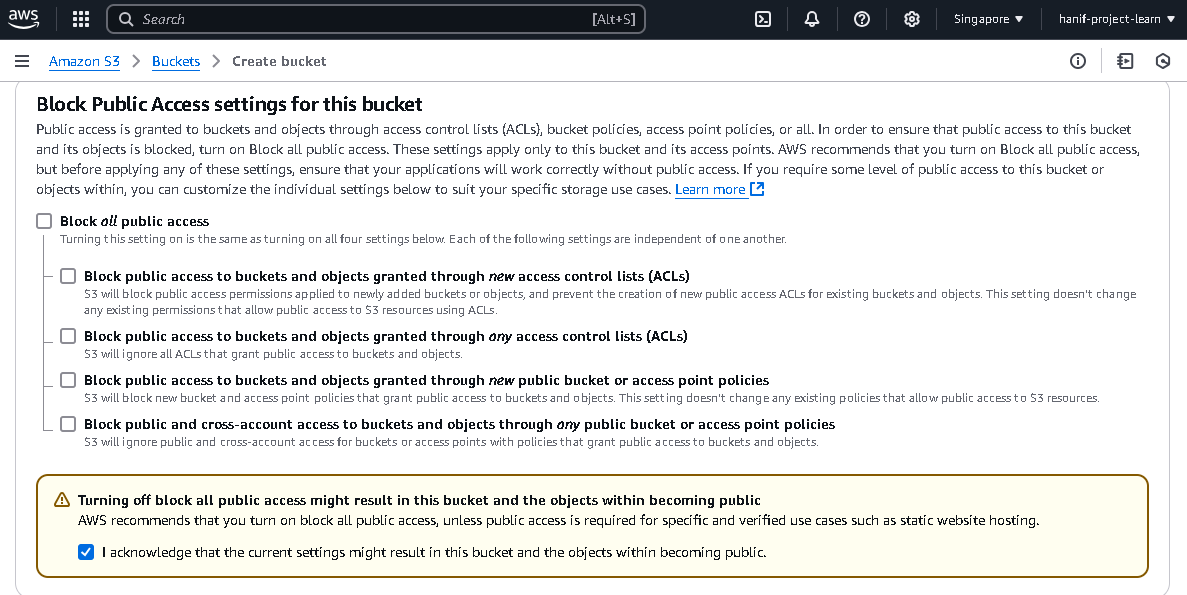 aws
Search [Alt+S] Singapore hanif-project-learn
Amazon S3 Buckets Create bucket
Block Public Access settings for this bucket
Public access is granted to buckets and objects through access control lists (ACLs), bucket policies, access point policies, or all. In order to ensure that public access to this bucket
and its objects is blocked, turn on Block all public access. These settings apply only to this bucket and its access points. AWS recommends that you turn on Block all public access,
but before applying any of these settings, ensure that your applications will work correctly without public access. If you require some level of public access to this bucket or
objects within, you can customize the individual settings below to suit your specific storage use cases. Learn more
Block all public access
Turning this setting on is the same as turning on all four settings below. Each of the following settings are independent of one another.
Block public access to buckets and objects granted through new access control lists (ACLs)
S3 will block public access permissions applied to newly added buckets or objects, and prevent the creation of new public access ACLs for existing buckets and objects. This setting doesn't change
any existing permissions that allow public access to S3 resources using ACLs.
Block public access to buckets and objects granted through any access control lists (ACLs)
S3 will ignore all ACLs that grant public access to buckets and objects.
Block public access to buckets and objects granted through new public bucket or access point policies
S3 will block new bucket and access point policies that grant public access to buckets and objects. This setting doesn't change any existing policies that allow public access to S3 resources.
Block public and cross-account access to buckets and objects through any public bucket or access point policies
S3 will ignore public and cross-account access for buckets or access points with policies that grant public access to buckets and objects.
Turning off block all public access might result in this bucket and the objects within becoming public
AWS recommends that you turn on block all public access, unless public access is required for specific and verified use cases such as static website hosting.
I acknowledge that the current settings might result in this bucket and the objects within becoming public.